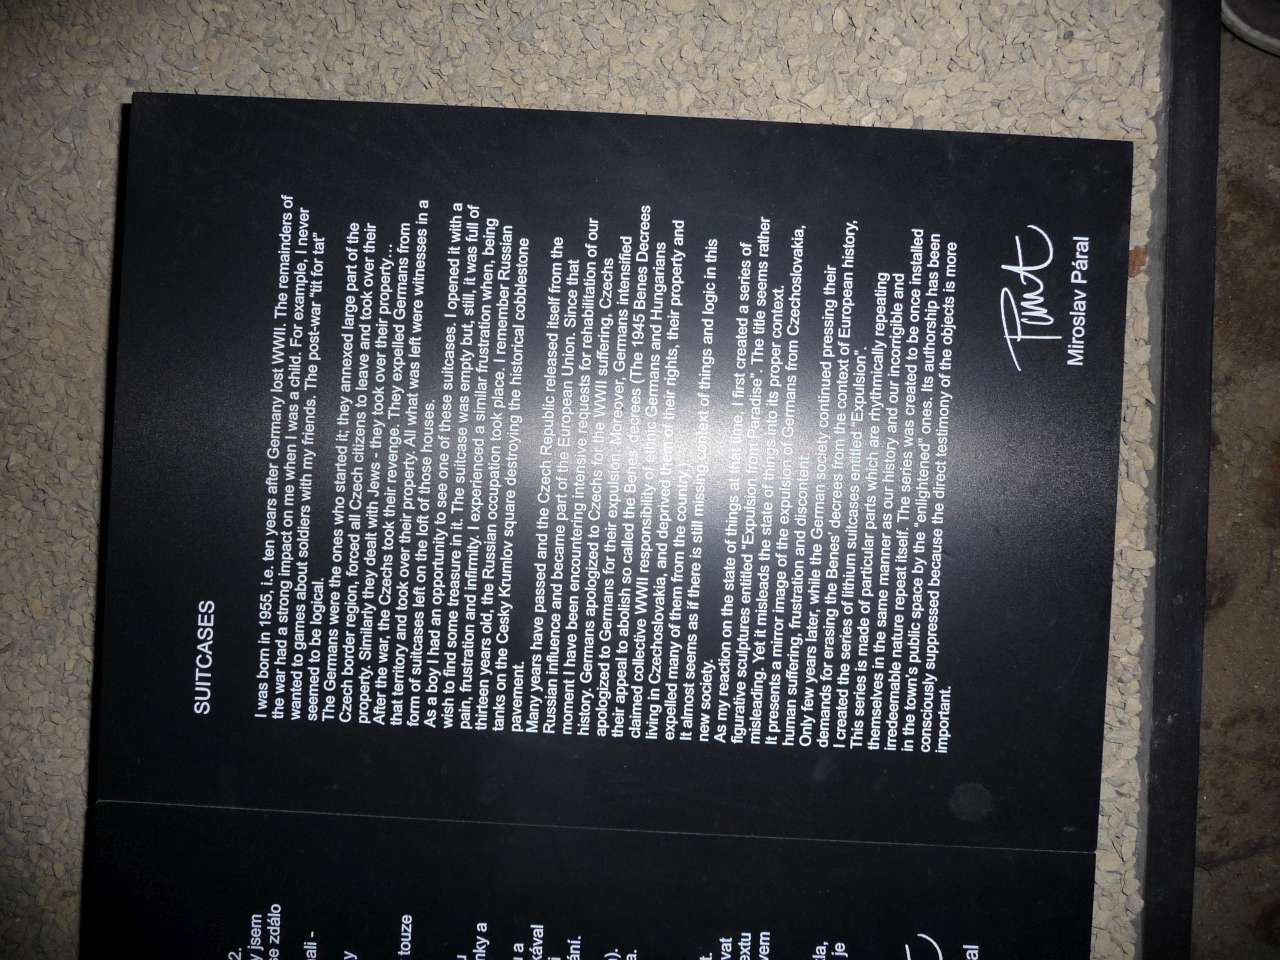 SUITCASES
I was born in 1955, i.e. ten years after Germany lost WWII. The remainders of
the war had a strong impact on me when I was a child. For example, I never
wanted to games about soldiers with my friends. The post-war "tit for tat"
seemed to be logical.
The Germans were the ones who started it; they annexed large part of the
Czech border region, forced all Czech citizens to leave and took over their
property. Similarly they dealt with Jews - they took over their property...
After the war, the Czechs took their revenge. They expelled Germans from
that territory and took over their property. All what was left were witnesses in a
form of suitcases left on the loft of those houses.
As a boy I had an opportunity to see one of these suitcases. I opened it with a
wish to find some treasure in it. The suitcase was empty but, still, it was full of
pain, frustration and infirmity. I experienced a similar frustration when, being
thirteen years old, the Russian occupation took place. I remember Russian
tanks on the Cesky Krumlov square destroying the historical cobblestone
pavement.
Many years have passed and the Czech Republic released itself from the
Russian influence and became part of the European Union. Since that
moment I have been encountering intensive requests for rehabilitation of our
history. Germans apologized to Czechs for the WWII suffering, Czechs
apologized to Germans for their expulsion. Moreover, Germans intensified
their appeal to abolish so called the Benes decrees (The 1945 Benes Decrees
claimed collective WWII responsibility of ethnic Germans and Hungarians
living in Czechoslovakia, and deprived them of their rights, their property and
expelled many of them from the country).
It almost seems as if there is still missing context of things and logic in this
new society.
As my reaction on the state of things at that time, I first created a series of
figurative sculptures entitled "Expulsion from Paradise". The title seems rather
misleading. Yet it misleads the state of things into its proper context.
It presents a mirror image of the expulsion of Germans from Czechoslovakia,
human suffering, frustration and discontent.
Only few years later, while the German society continued pressing their
demands for erasing the Benes' decrees from the context of European history,
I created the series of lithium suitcases entitled "Expulsion".
This series is made of particular parts which are rhythmically repeating
themselves in the same manner as our history and our incorrigible and
irredeemable nature repeat itself. The series was created to be once installed
in the town's public space by the "enlightened" ones. Its authorship has been
consciously suppressed because the direct testimony of the objects is more
important.
Miroslav Páral
2.
y jsem
se zdálo
ali -
y
touze
nky a
u a
kával
i
ání.
).
a.
t.
vat
extu
vem
tla,
je
al